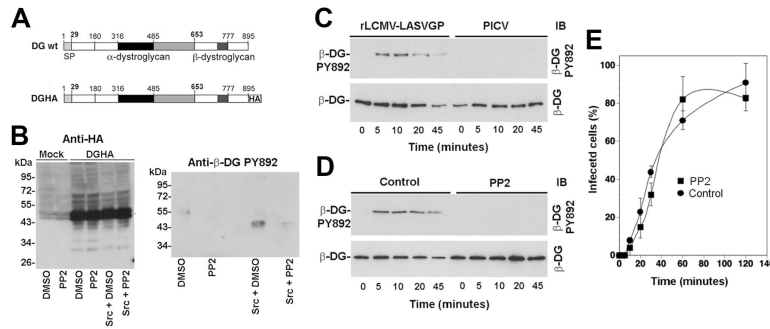 A
29 180 316 485 653 777 895
DG wt
SP α-dystroglycan β-dystroglycan
29 180 316 485 653 777 895
DGHA
HA
B
Anti-HA
Mock DGHA
kDa
95-
72-
55-
43-
34-
26-
DMSO
PP2
DMSO
PP2
Src + DMSO
Src + PP2
Anti-β-DG PY892
kDa
95-
72-
55-
43-
34-
DMSO
PP2
Src + DMSO
Src + PP2
C
rLCMV-LASVGP PICV IB
β-DG-
PY892
β-DG
PY892
β-DG-
β-DG
0 5 10 20 45 0 5 10 20 45
Time (minutes)
D
Control PP2 IB
β-DG-
PY892
β-DG
PY892
β-DG-
β-DG
0 5 10 20 45 0 5 10 20 45
Time (minutes)
E
Infecetd cells (%)
100
80
60
40
20
0
PP2
Control
0 20 40 60 80 100 120 140
Time (minutes)